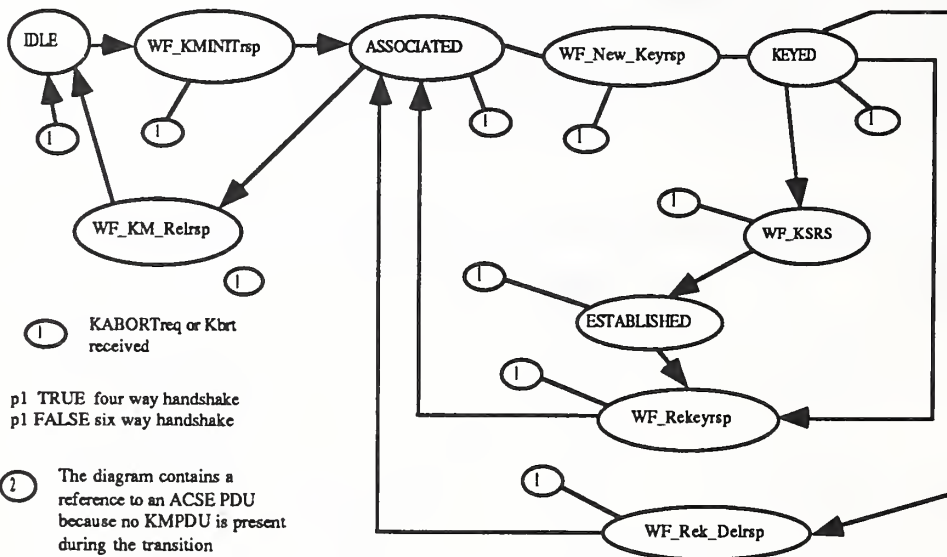 IDLE
WF_KMINITrsp
ASSOCIATED
WF_New_Keyrsp
KEYED
1
1
1
1
1
WF_KM_Relrsp
1
1
WF_KSRS
1
ESTABLISHED
1 KABORTreq or Kbrt
received
p1 TRUE four way handshake
p1 FALSE six way handshake
1
WF_Rekeyrsp
2 The diagram contains a
reference to an ACSE PDU
because no KMPDU is present
during the transition
1
WF_Rek_Delrsp